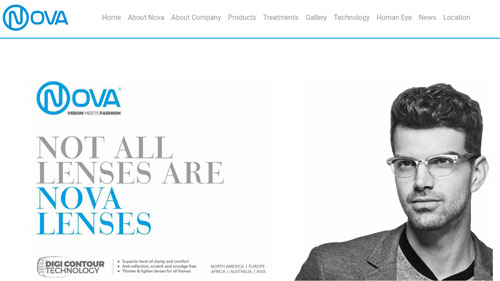 NOVA
Home About Nova About Company Products Treatments Gallery Technology Human Eye News Location
NOVA®
VISION MEETS FASHION
NOT ALL
LENSES ARE
NOVA
LENSES
DIGI CONTOUR
TECHNOLOGY
• Superior level of clarity and comfort
• Anti reflection, scratch and smudge free
• Thinner & lighter lenses for all frames
NORTH AMERICA | EUROPE
AFRICA | AUSTRALIA | ASIA